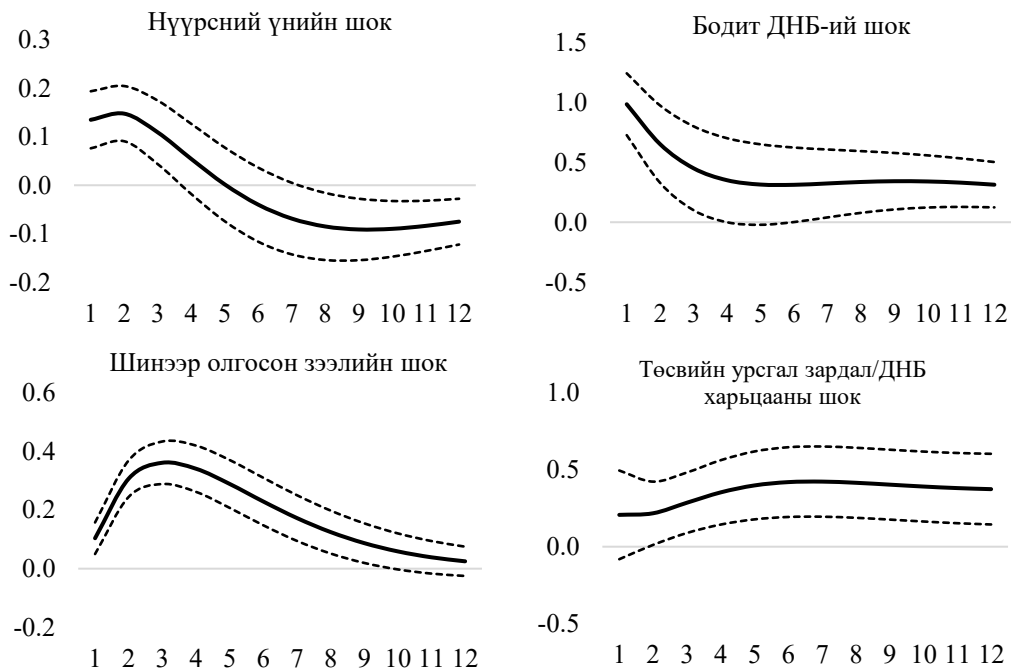 Нүүрсний үнийн шок
0.3
0.2
0.1
0.0
-0.1
-0.2
1 2 3 4 5 6 7 8 9 10 11 12
Бодит ДНБ-ий шок
1.5
1.0
0.5
0.0
-0.5
1 2 3 4 5 6 7 8 9 10 11 12
Шинээр олгосон зээлийн шок
0.6
0.4
0.2
0.0
-0.2
1 2 3 4 5 6 7 8 9 10 11 12
Төсвийн урсгал зардал/ДНБ
харьцааны шок
1.0
0.5
0.0
-0.5
1 2 3 4 5 6 7 8 9 10 11 12